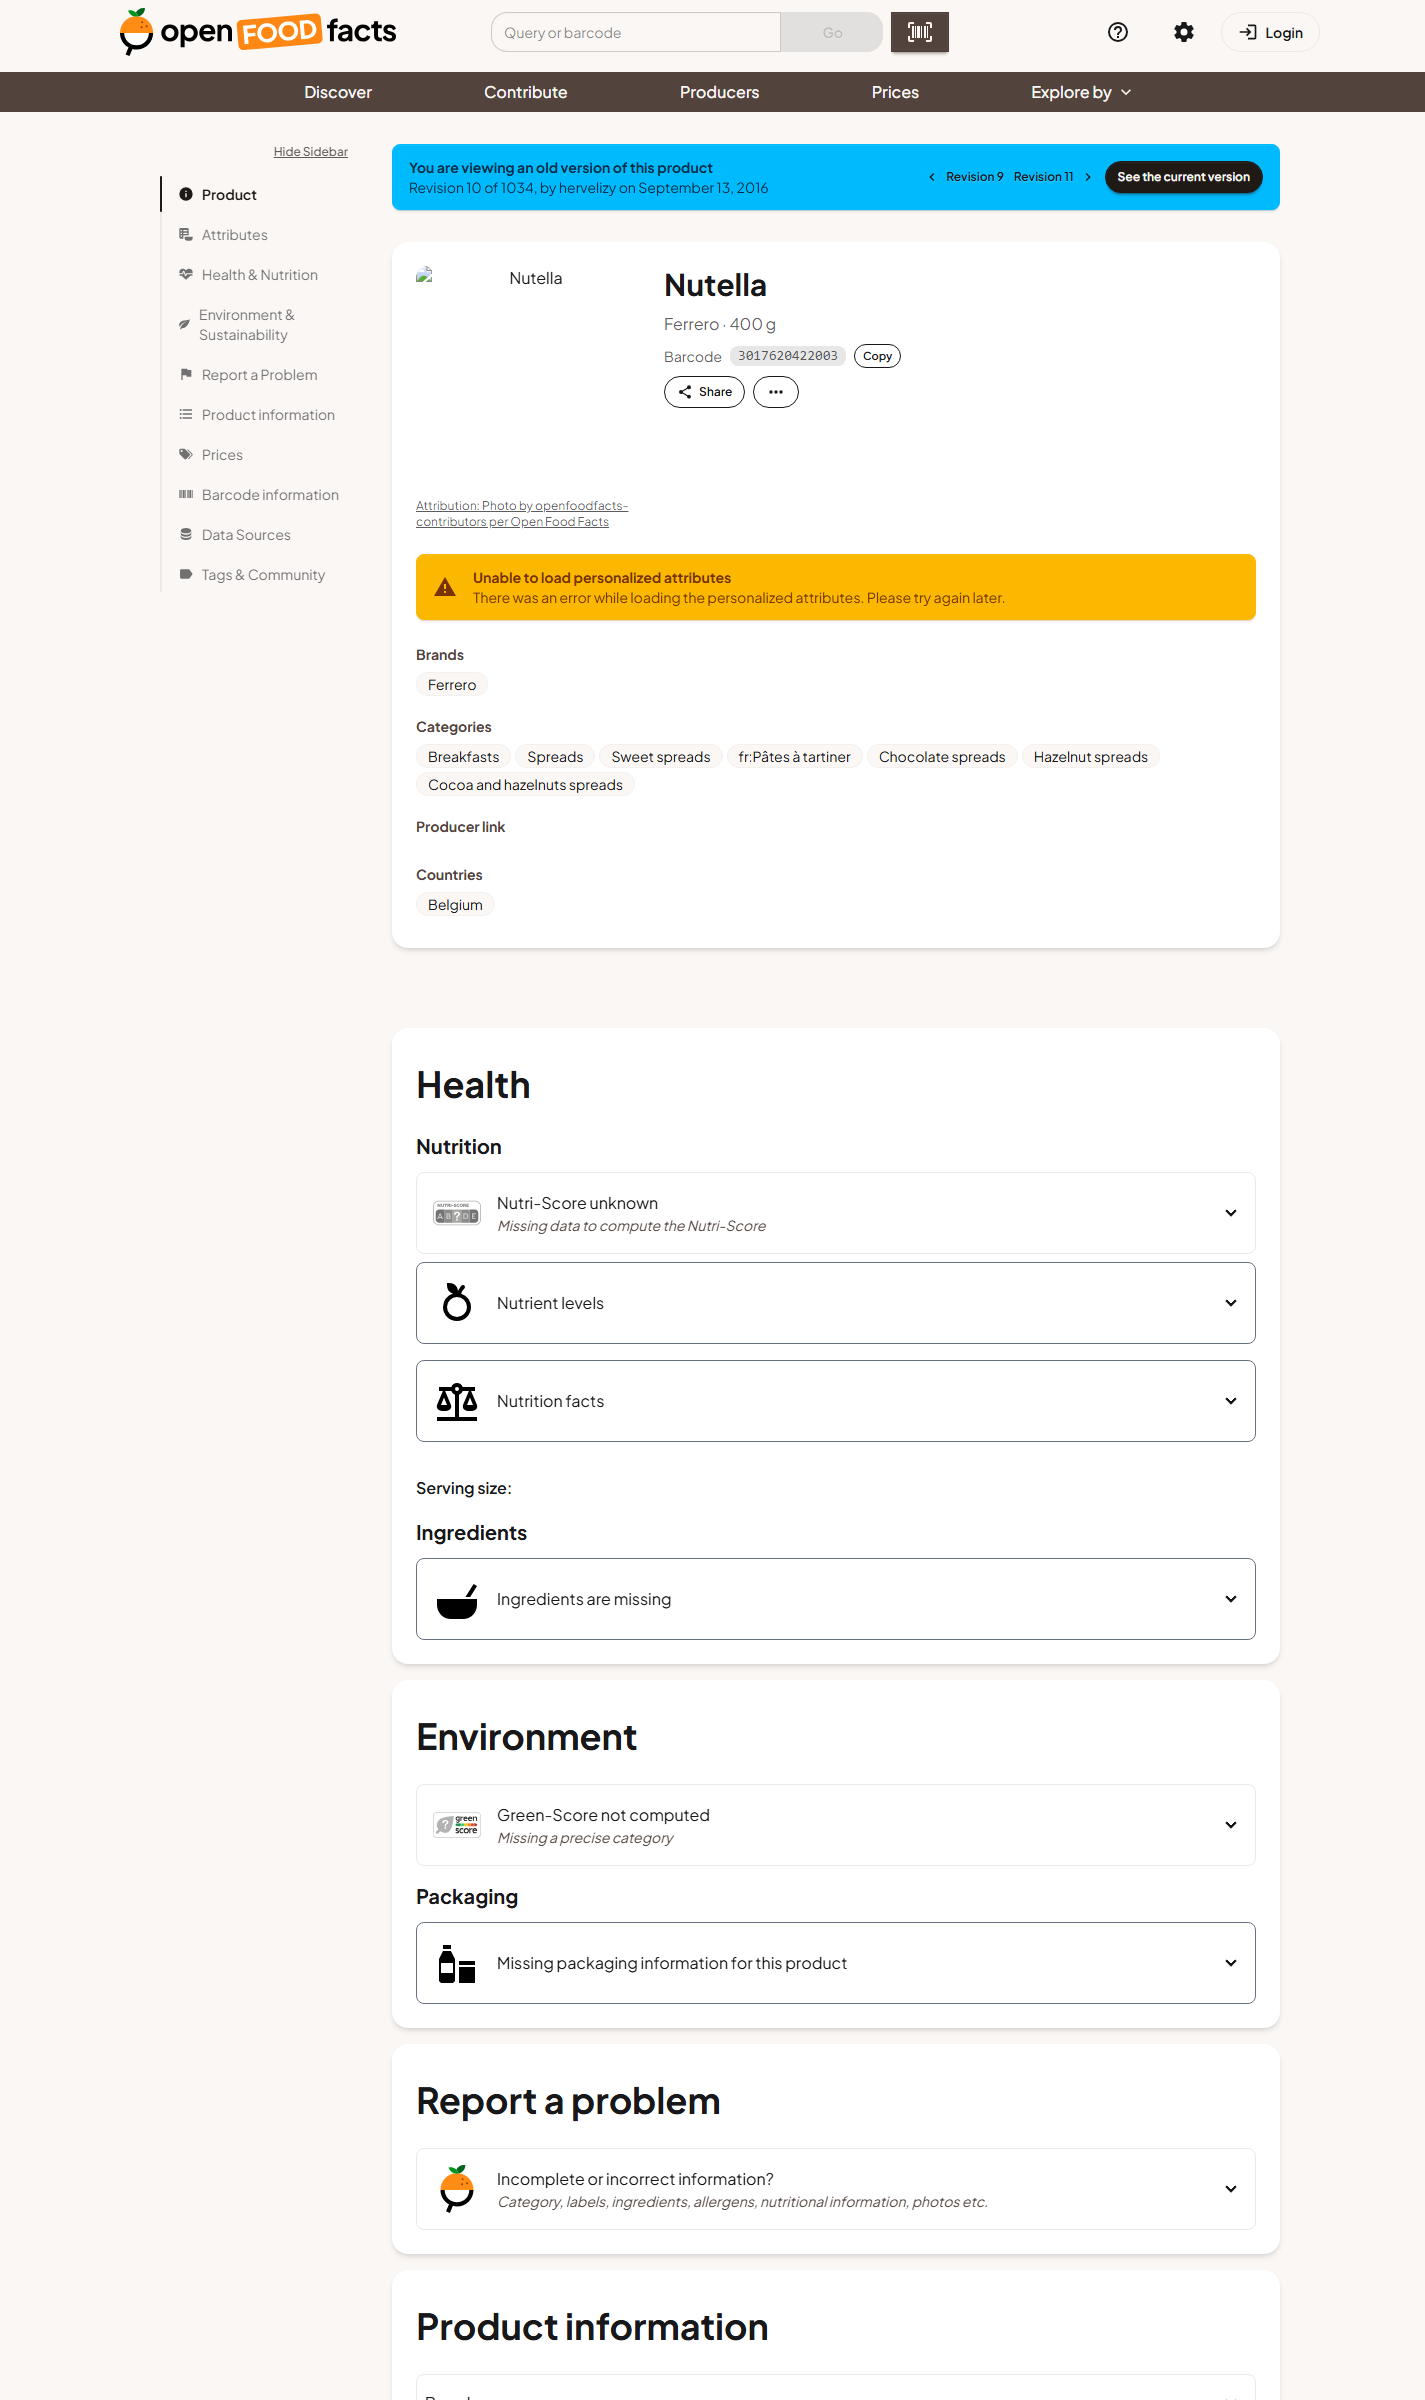 open FOOD facts
Query or barcode
Go
Login
Discover
Contribute
Producers
Prices
Explore by
Hide Sidebar
Product
Attributes
Health & Nutrition
Environment &
Sustainability
Report a Problem
Product information
Prices
Barcode information
Data Sources
Tags & Community
You are viewing an old version of this product
Revision 10 of 1034, by hervelizy on September 13, 2016
Revision 9
Revision 11
See the current version
Nutella
Nutella
Ferrero · 400 g
Barcode 3017620422003 Copy
Share
Attribution: Photo by openfoodfacts-
contributors per Open Food Facts
Unable to load personalized attributes
There was an error while loading the personalized attributes. Please try again later.
Brands
Ferrero
Categories
Breakfasts Spreads Sweet spreads fr:Pâtes à tartiner Chocolate spreads Hazelnut spreads
Cocoa and hazelnuts spreads
Producer link
Countries
Belgium
Health
Nutrition
NUTRI-SCORE
A B ? D E
Nutri-Score unknown
Missing data to compute the Nutri-Score
Nutrient levels
Nutrition facts
Serving size:
Ingredients
Ingredients are missing
Environment
green
score
Green-Score not computed
Missing a precise category
Packaging
Missing packaging information for this product
Report a problem
Incomplete or incorrect information?
Category, labels, ingredients, allergens, nutritional information, photos etc.
Product information